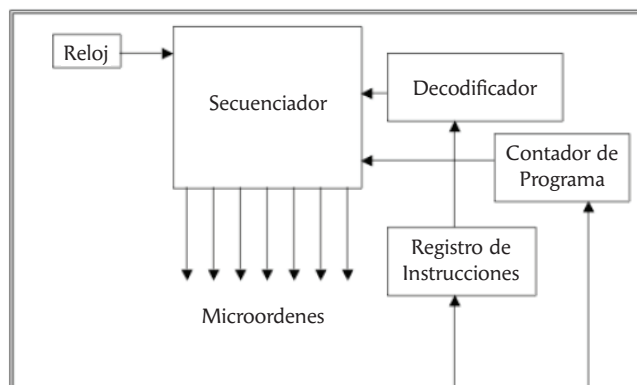 Reloj
Secuenciador
Decodificador
Contador de
Programa
Registro de
Instrucciones
Microordenes